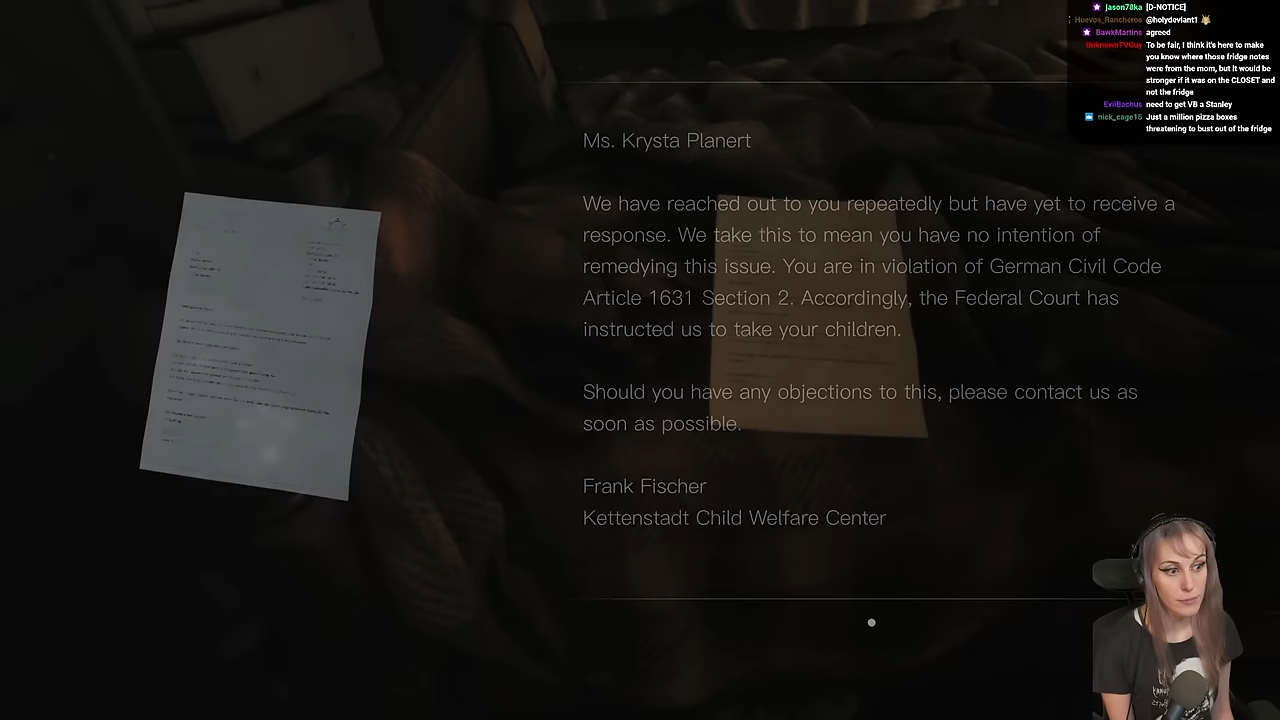 jason78ka [D-NOTICE]
Huevos_Rancheros @holydeviant1
BawkMartins agreed
UnknownTVGuy To be fair, I think it's here to make
you know where those fridge notes
were from the mom, but it would be
stronger if it was on the CLOSET and
not the fridge
EvilBachus need to get VB a Stanley
nick_cage15 Just a million pizza boxes
threatening to bust out of the fridge
Ms. Krysta Planert
We have reached out to you repeatedly but have yet to receive a
response. We take this to mean you have no intention of
remedying this issue. You are in violation of German Civil Code
Article 1631 Section 2. Accordingly, the Federal Court has
instructed us to take your children.
Should you have any objections to this, please contact us as
soon as possible.
Frank Fischer
Kettenstadt Child Welfare Center